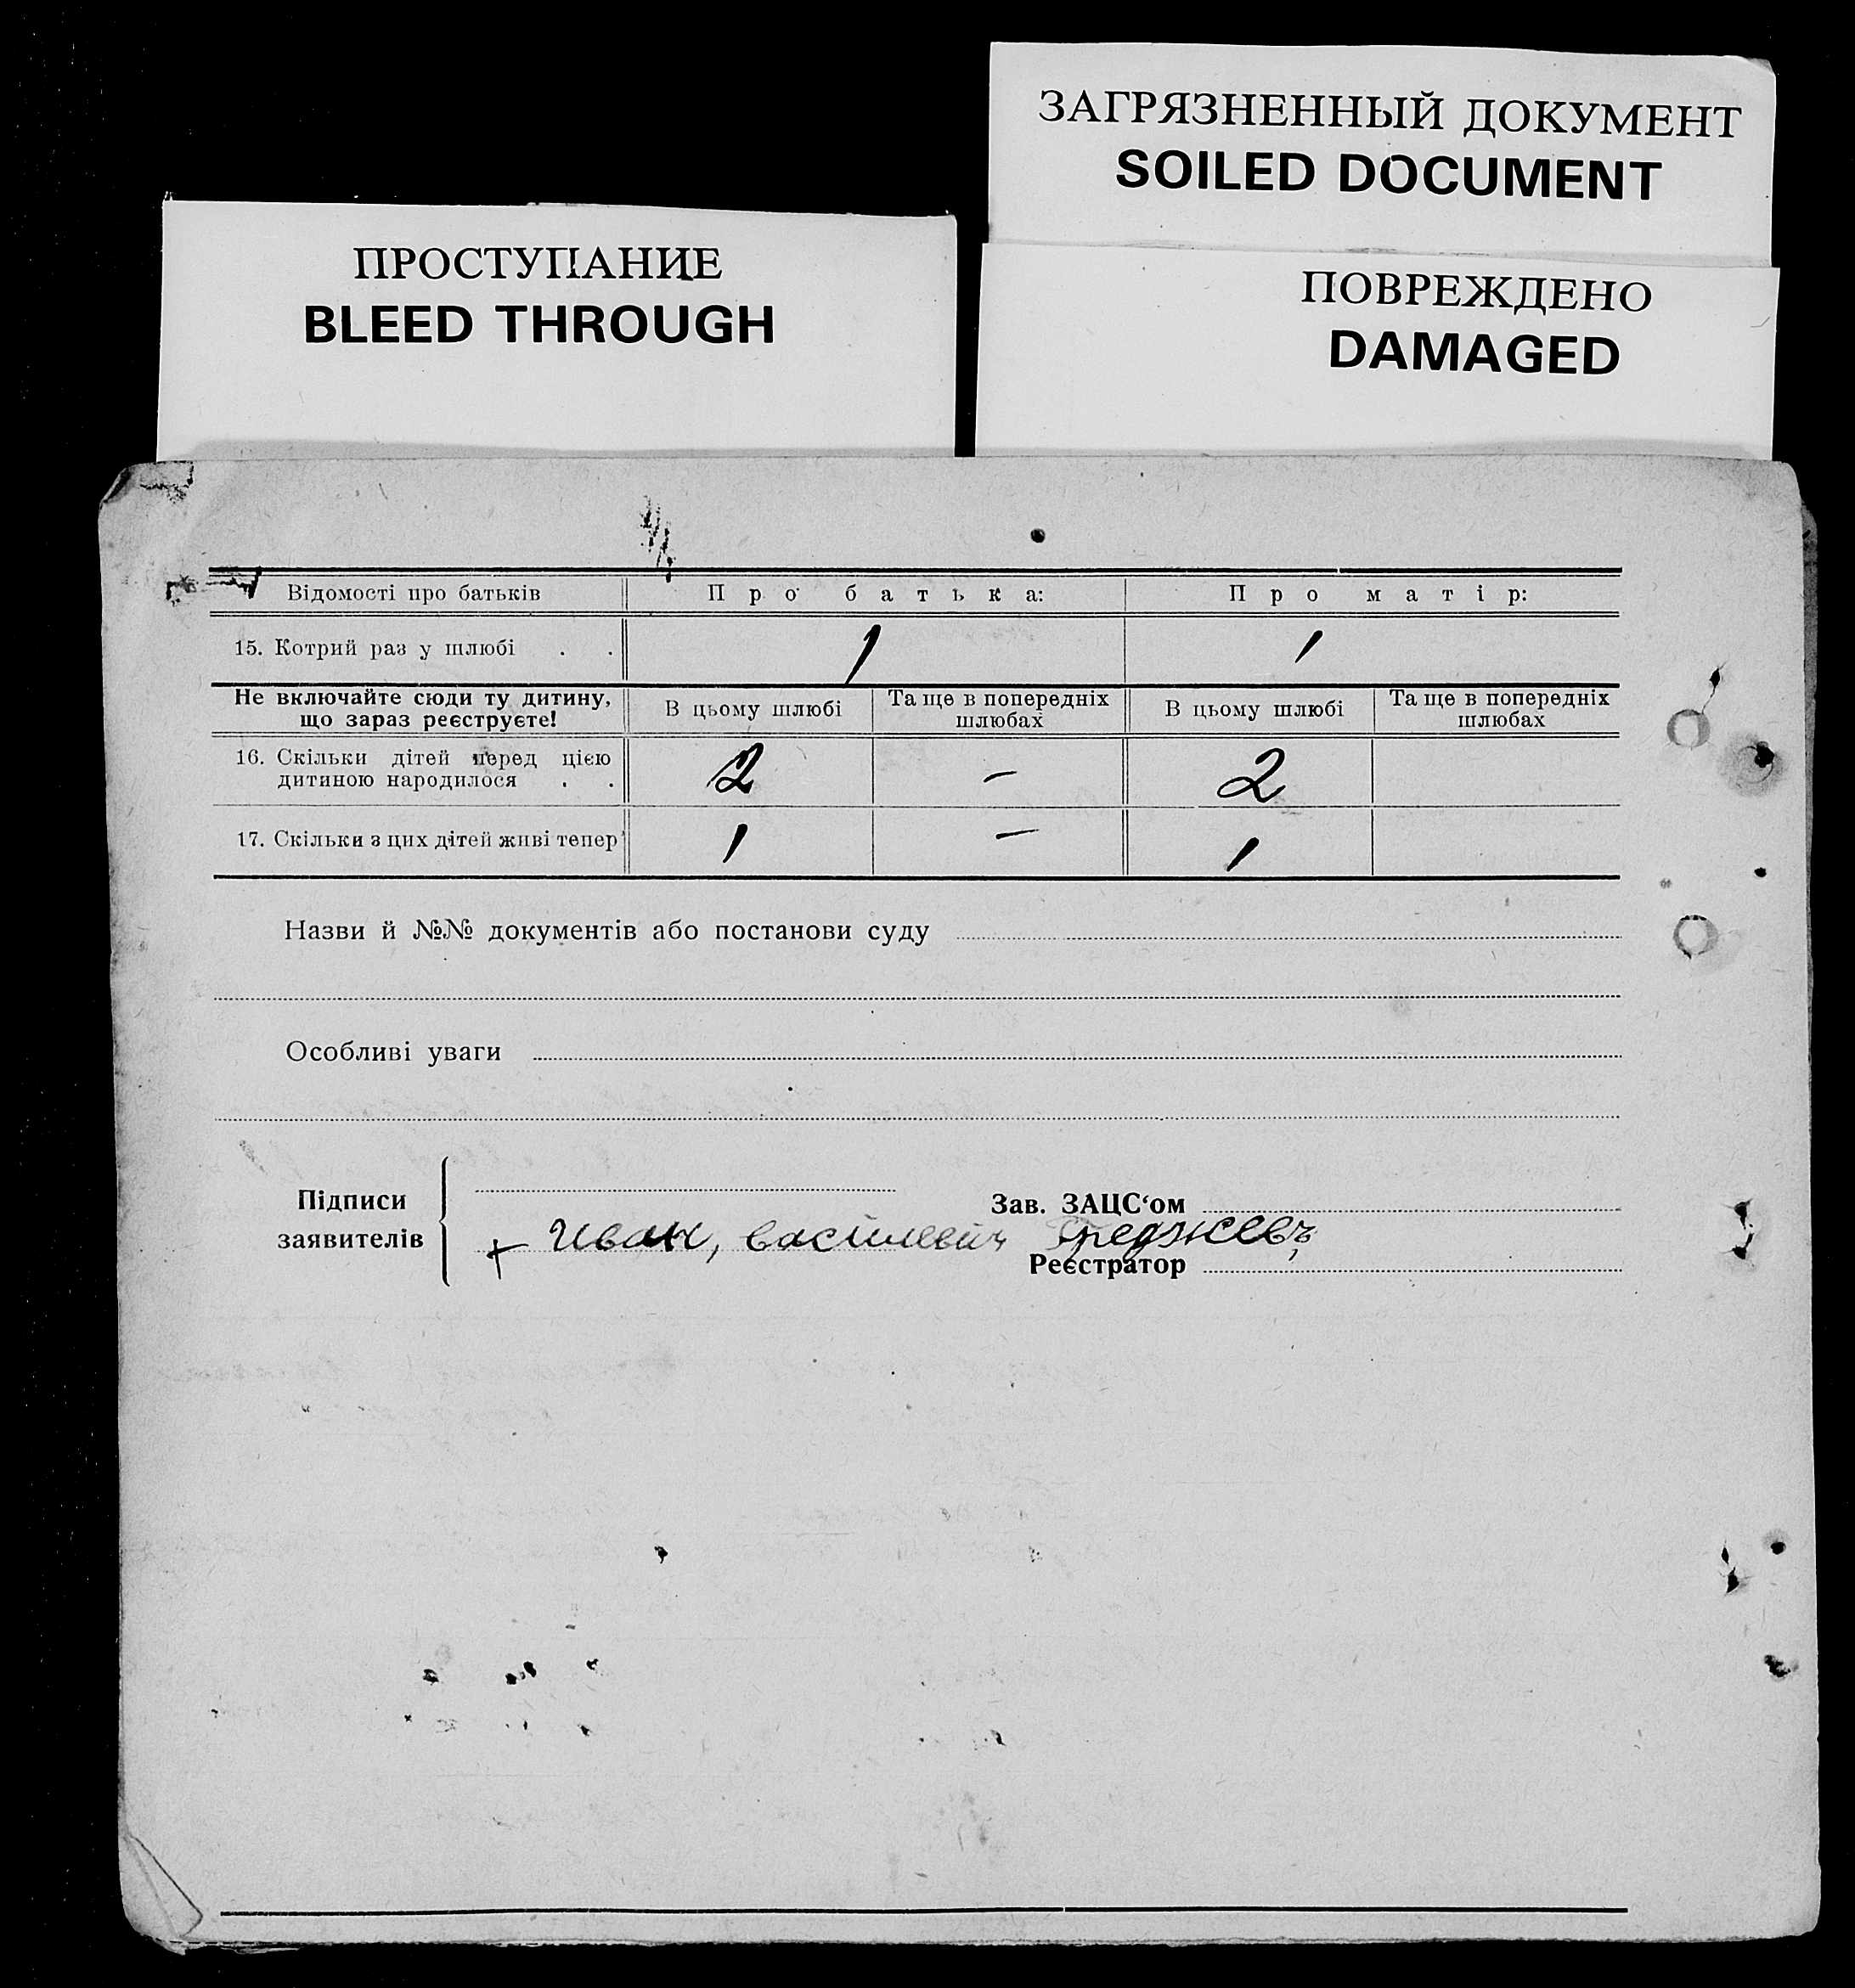 ЗАГРЯЗНЕННЫЙ ДОКУМЕНТ
SOILED DOCUMENT
ПРОСТУПАНИЕ
BLEED THROUGH
ПОВРЕЖДЕНО
DAMAGED
Відомості про батьків Про батька: Про матір:
15. Котрий раз у шлюбі . . 1 1
Не включайте сюди ту дитину, що зараз реєструєте! В цьому шлюбі Та ще в попередніх шлюбах В цьому шлюбі Та ще в попередніх шлюбах
16. Скільки дітей перед цією дитиною народилося . . 2 — 2
17. Скільки з цих дітей живі тепер 1 — 1
Назви й №№ документів або постанови суду
Особливі уваги
Підписи заявителів
Зав. ЗАЦС‘ом
+ Иван, василевич
Реєстратор